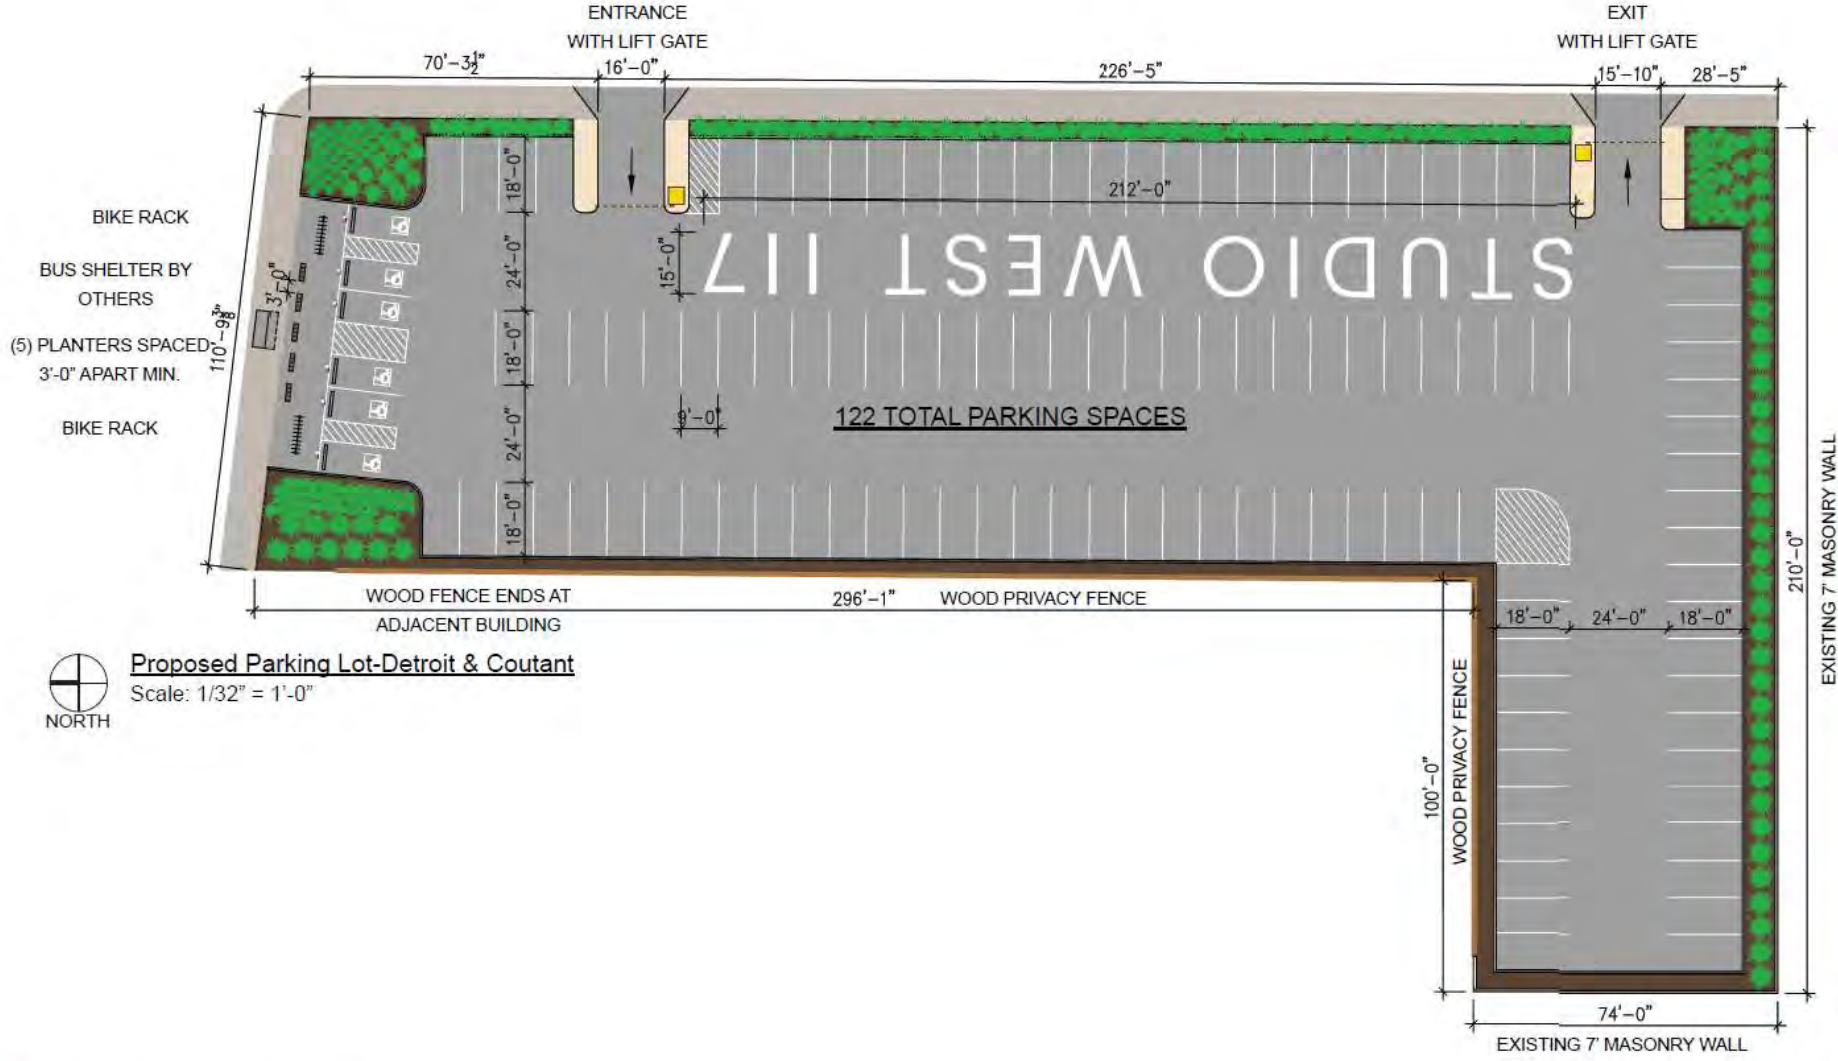 ENTRANCE
WITH LIFT GATE
EXIT
WITH LIFT GATE
70'-3½"
16'-0"
226'-5"
15'-10"
28'-5"
18'-0"
212'-0"
BIKE RACK
STUDIO WEST 117
15'-0"
24'-0"
BUS SHELTER BY
OTHERS
3'-0"
110'-9⅜"
(5) PLANTERS SPACED
3'-0" APART MIN.
18'-0"
9'-0"
122 TOTAL PARKING SPACES
BIKE RACK
24'-0"
18'-0"
EXISTING 7' MASONRY WALL
210'-0"
WOOD FENCE ENDS AT
ADJACENT BUILDING
296'-1"
WOOD PRIVACY FENCE
18'-0"
24'-0"
18'-0"
Proposed Parking Lot-Detroit & Coutant
Scale: 1/32" = 1'-0"
NORTH
100'-0"
WOOD PRIVACY FENCE
74'-0"
EXISTING 7' MASONRY WALL